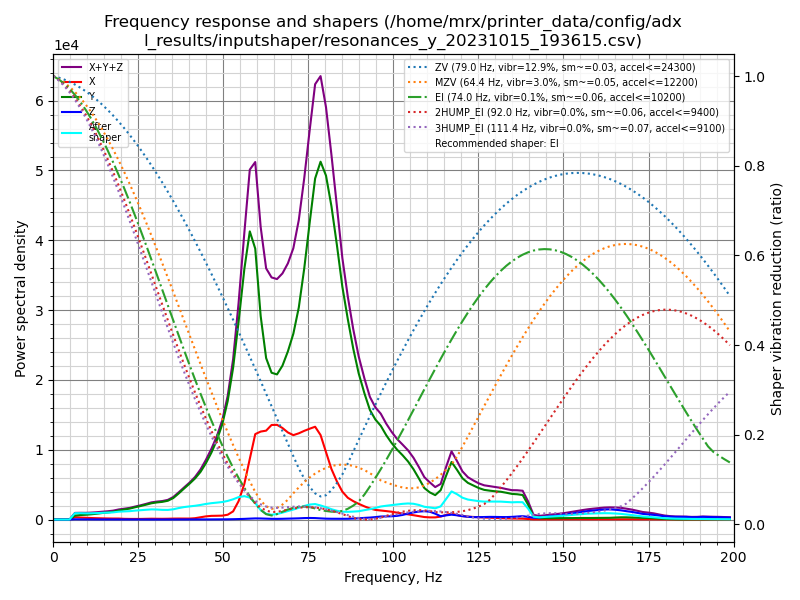 Frequency response and shapers (/home/mrx/printer_data/config/adx
l_results/inputshaper/resonances_y_20231015_193615.csv)
1e4
X+Y+Z
X
Y
Z
After
shaper
ZV (79.0 Hz, vibr=12.9%, sm~=0.03, accel<=24300)
MZV (64.4 Hz, vibr=3.0%, sm~=0.05, accel<=12200)
EI (74.0 Hz, vibr=0.1%, sm~=0.06, accel<=10200)
2HUMP_EI (92.0 Hz, vibr=0.0%, sm~=0.06, accel<=9400)
3HUMP_EI (111.4 Hz, vibr=0.0%, sm~=0.07, accel<=9100)
Recommended shaper: EI
Power spectral density
6
5
4
3
2
1
0
1.0
0.8
0.6
0.4
0.2
0.0
Shaper vibration reduction (ratio)
0 25 50 75 100 125 150 175 200
Frequency, Hz